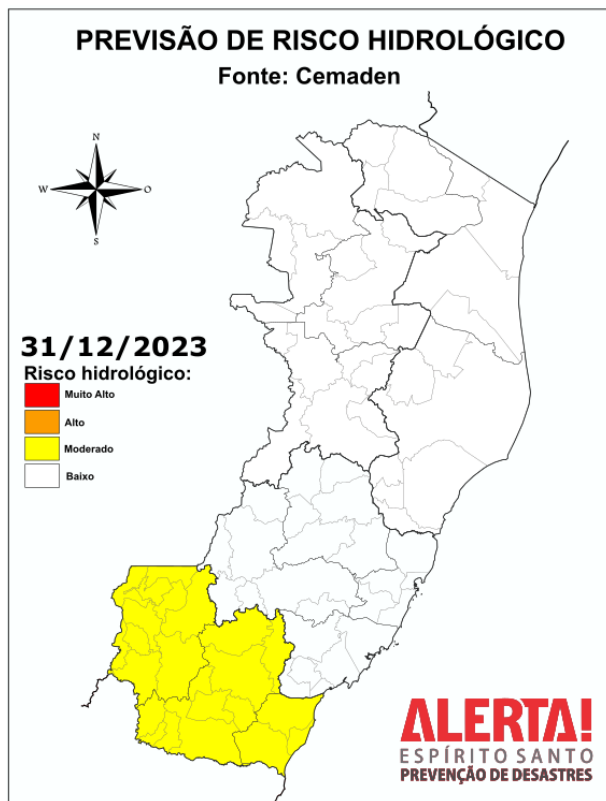 PREVISÃO DE RISCO HIDROLÓGICO
Fonte: Cemaden
N
W
O
S
31/12/2023
Risco hidrológico:
Muito Alto
Alto
Moderado
Baixo
ALERTA!
ESPÍRITO SANTO
PREVENÇÃO DE DESASTRES